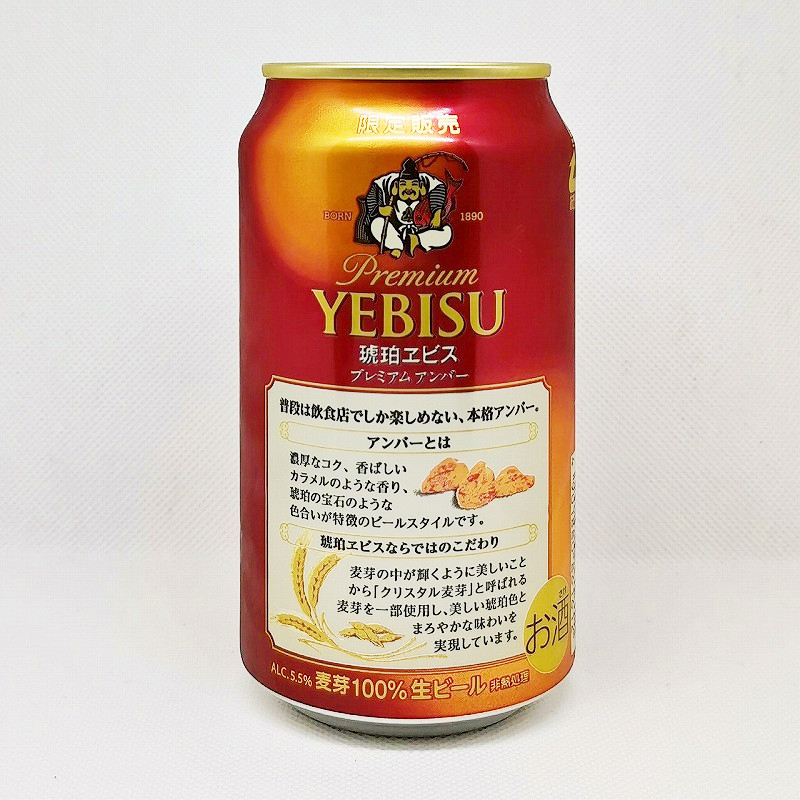 限定販売
BORN 1890
Premium
YEBISU
琥珀ヱビス
プレミアム アンバー
普段は飲食店でしか楽しめない、本格アンバー。
アンバーとは
濃厚なコク、香ばしい
カラメルのような香り、
琥珀の宝石のような
色合いが特徴のビールスタイルです。
琥珀ヱビスならではのこだわり
麦芽の中が輝くように美しいこと
から「クリスタル麦芽」と呼ばれる
麦芽を一部使用し、美しい琥珀色と
まろやかな味わいを
実現しています。
お酒
ALC.5.5% 麦芽100% 生ビール 非熱処理